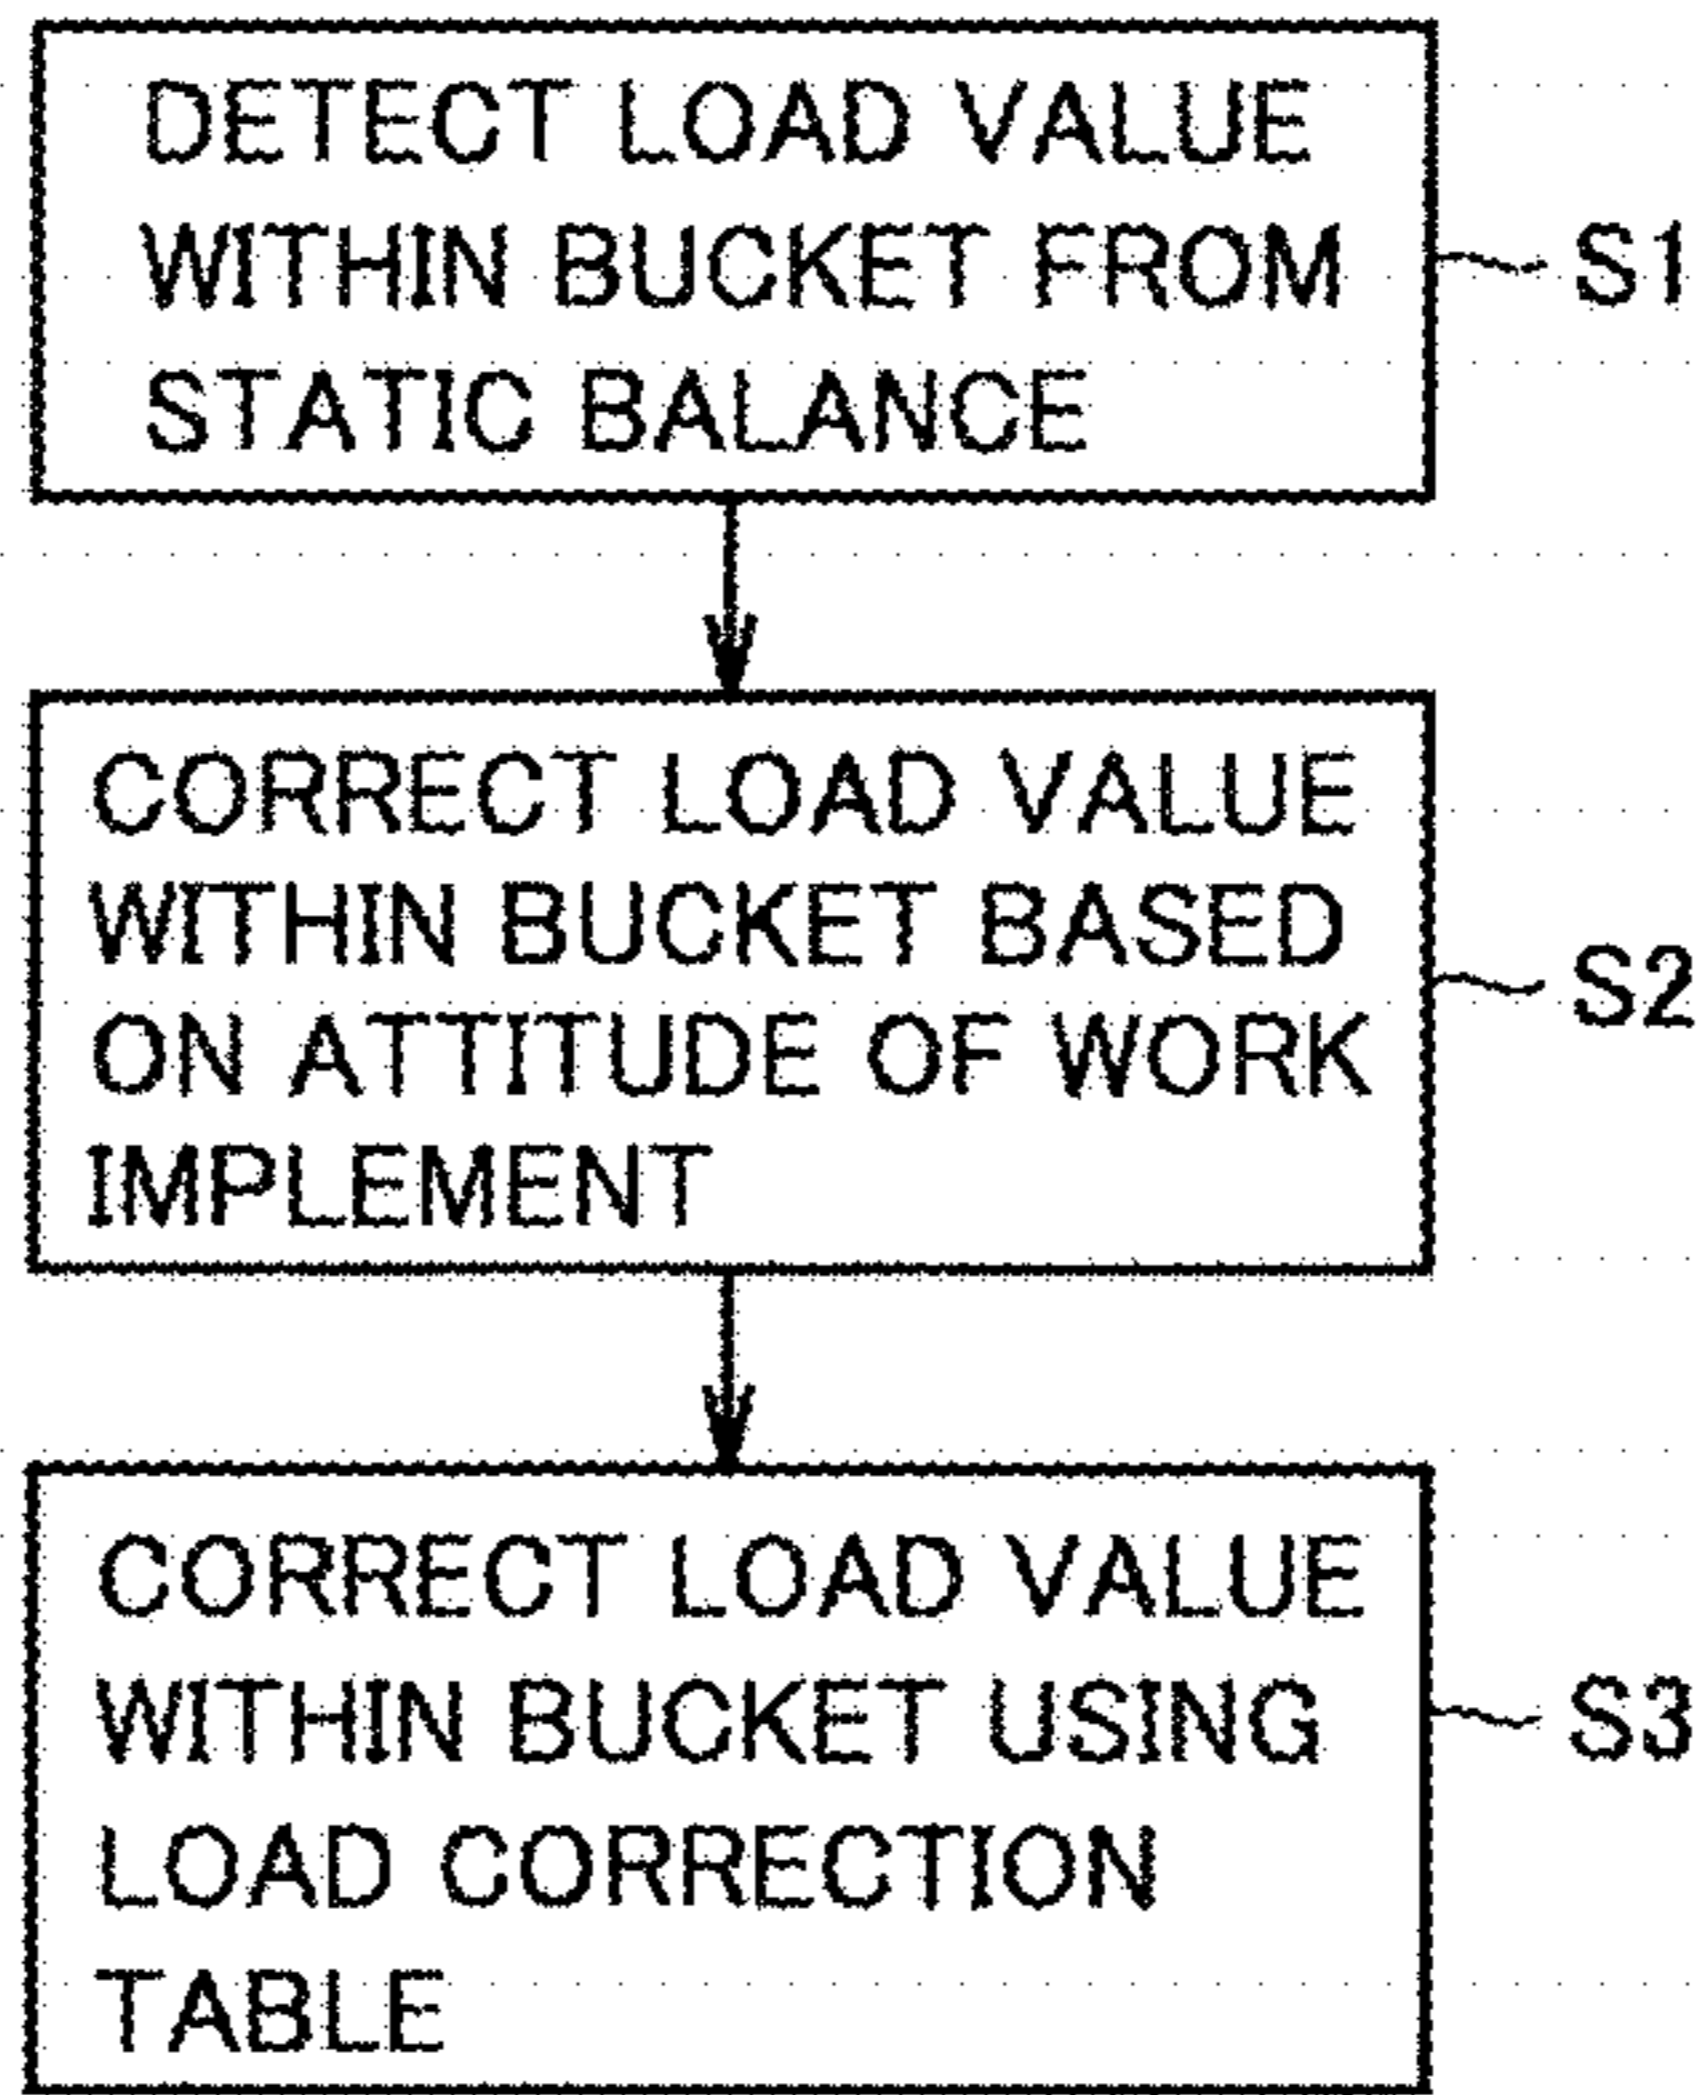 DETECT LOAD VALUE
WITHIN BUCKET FROM
STATIC BALANCE
S1
CORRECT LOAD VALUE
WITHIN BUCKET BASED
ON ATTITUDE OF WORK
IMPLEMENT
S2
CORRECT LOAD VALUE
WITHIN BUCKET USING
LOAD CORRECTION
TABLE
S3